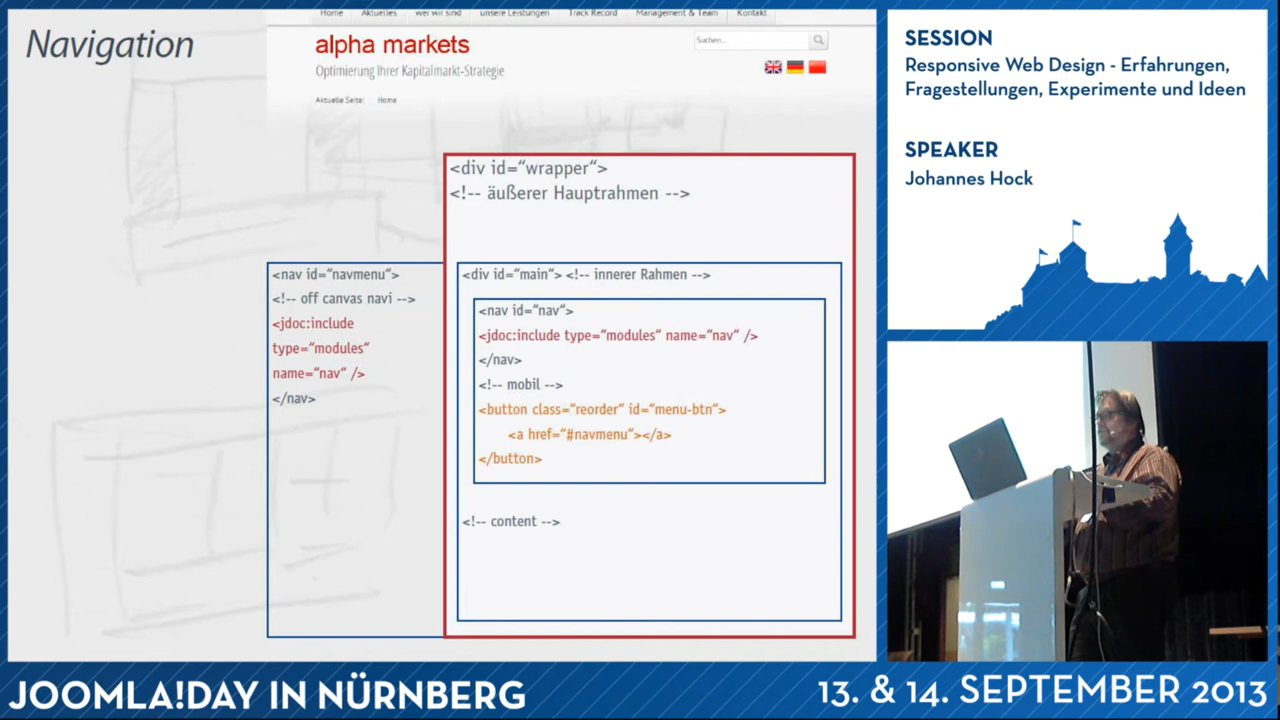 Navigation
Home Aktuelles wer wir sind unsere Leistungen Track Record Management & Team Kontakt
alpha markets
Suchen...
Optimierung Ihrer Kapitalmarkt-Strategie
Aktuelle Seite: Home
<div id="wrapper“>
<!-- äußerer Hauptrahmen -->
<nav id="navmenu“>
<!-- off canvas navi -->
<jdoc:include
type="modules“
name="nav“ />
</nav>
<div id="main“> <!-- innerer Rahmen -->
<nav id="nav“>
<jdoc:include type="modules“ name="nav“ />
</nav>
<!-- mobil -->
<button class="reorder“ id="menu-btn“>
<a href="#navmenu“></a>
</button>
<!-- content -->
SESSION
Responsive Web Design - Erfahrungen,
Fragestellungen, Experimente und Ideen
SPEAKER
Johannes Hock
JOOMLA!DAY IN NÜRNBERG
13. & 14. SEPTEMBER 2013